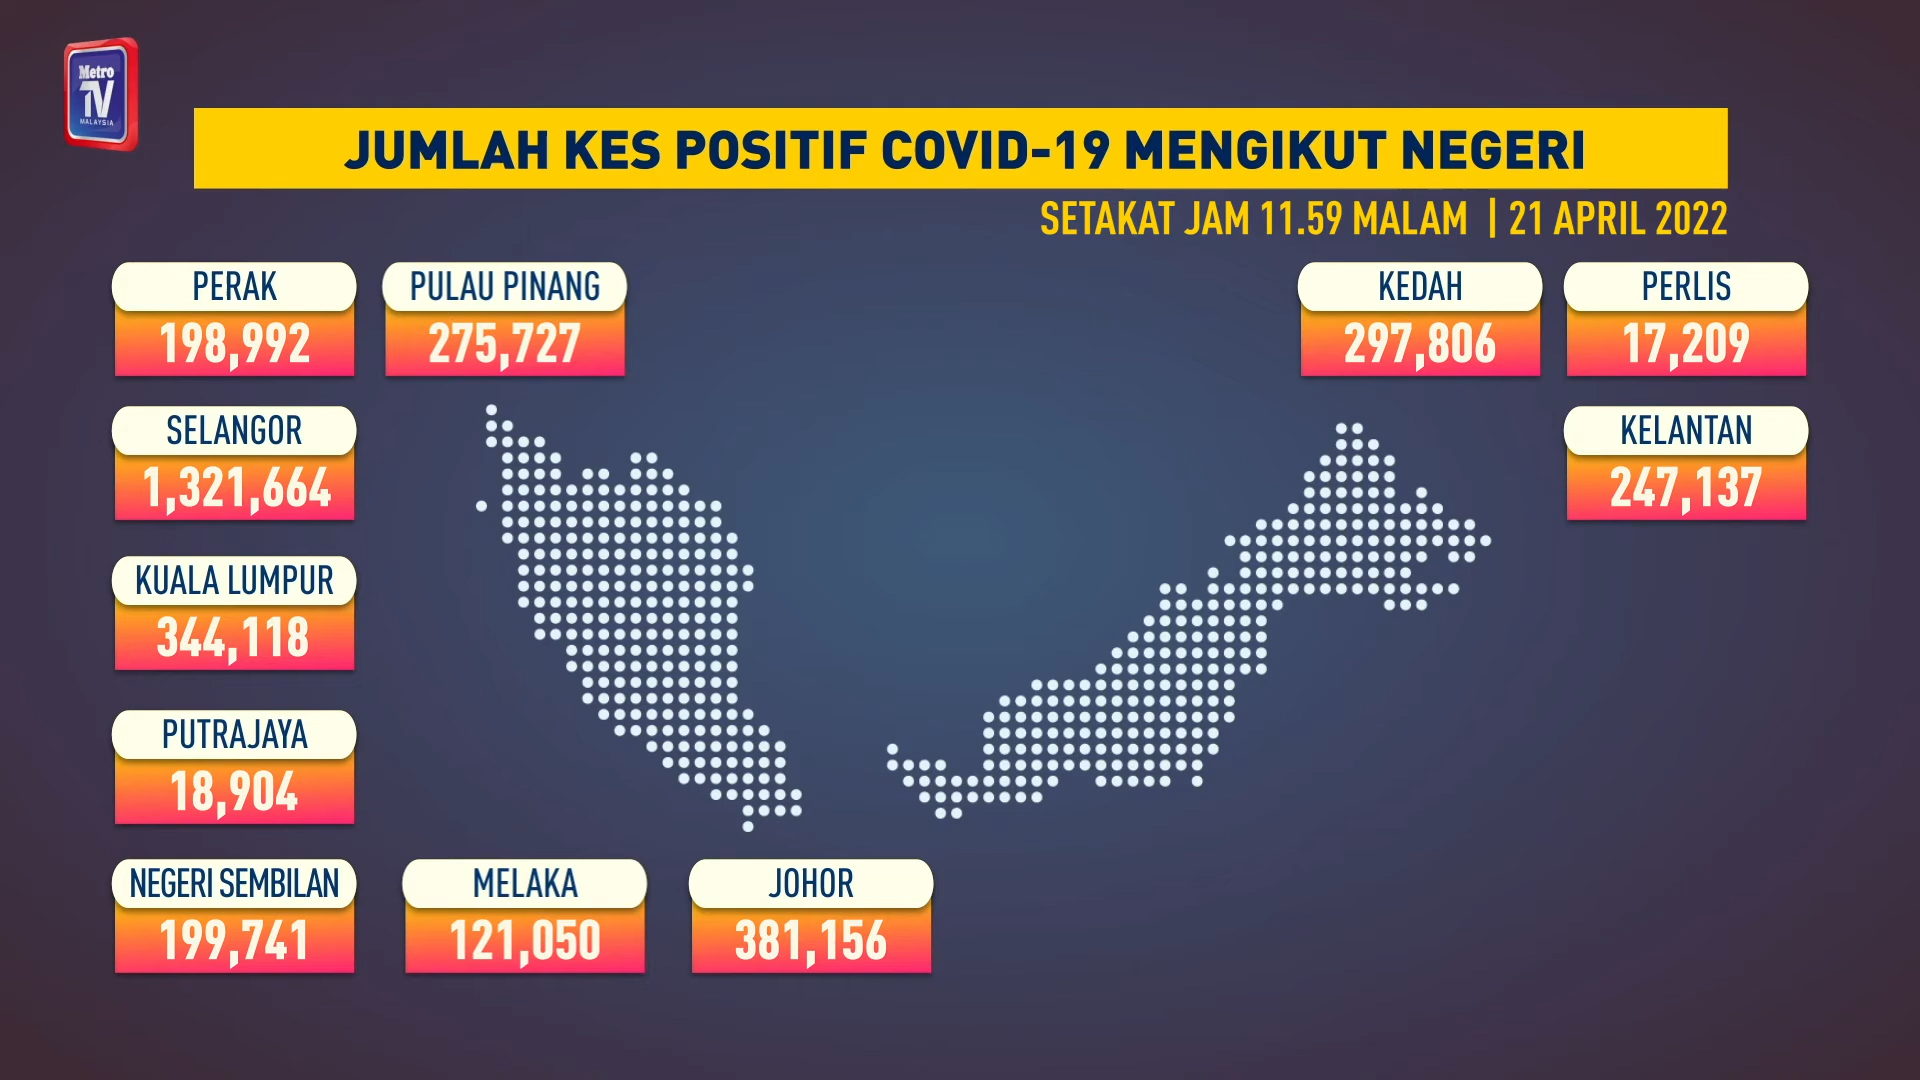 Metro
TV
MALAYSIA
JUMLAH KES POSITIF COVID-19 MENGIKUT NEGERI
SETAKAT JAM 11.59 MALAM | 21 APRIL 2022
PERAK
198,992
PULAU PINANG
275,727
KEDAH
297,806
PERLIS
17,209
SELANGOR
1,321,664
KELANTAN
247,137
KUALA LUMPUR
344,118
PUTRAJAYA
18,904
NEGERI SEMBILAN
199,741
MELAKA
121,050
JOHOR
381,156